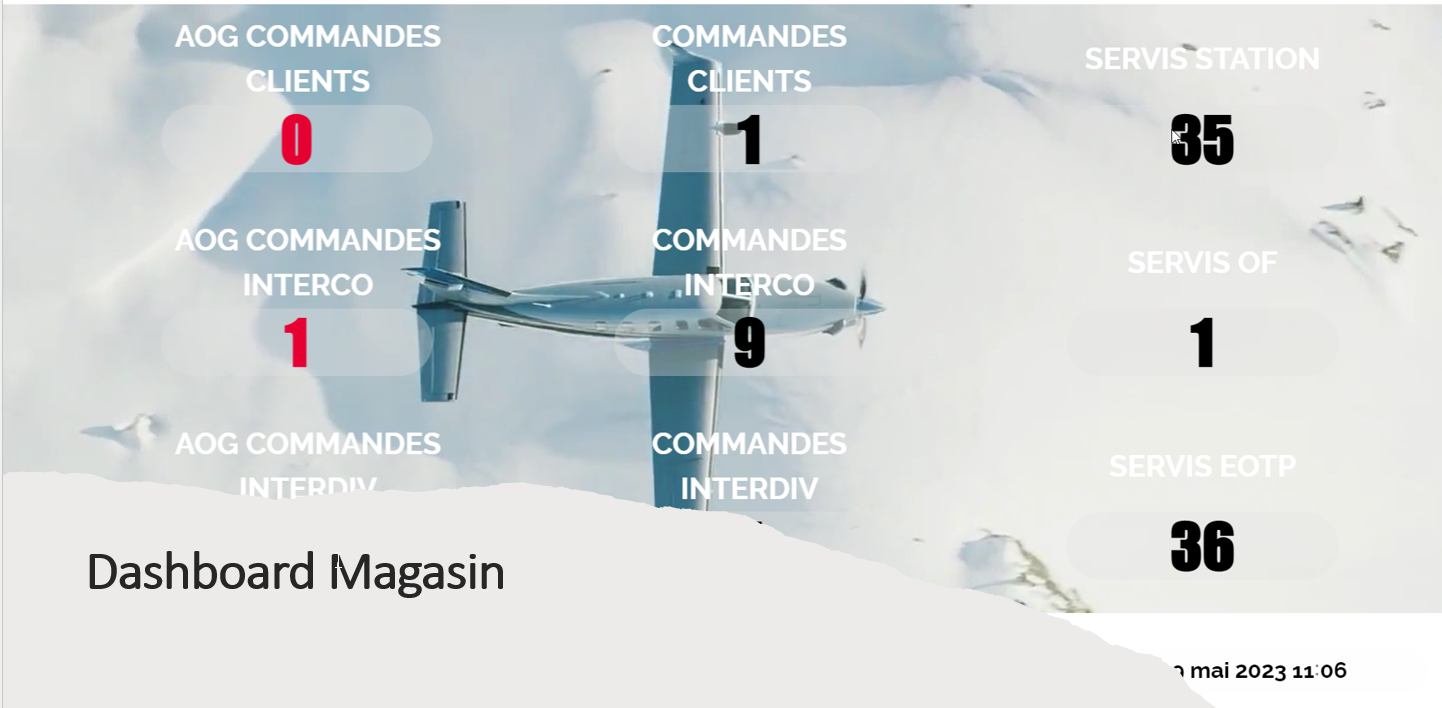 AOG COMMANDES
CLIENTS
0
COMMANDES
CLIENTS
1
SERVIS STATION
35
AOG COMMANDES
INTERCO
1
COMMANDES
INTERCO
9
SERVIS OF
1
AOG COMMANDES
INTERDIV
COMMANDES
INTERDIV
SERVIS EOTP
36
Dashboard Magasin
mai 2023 11:06